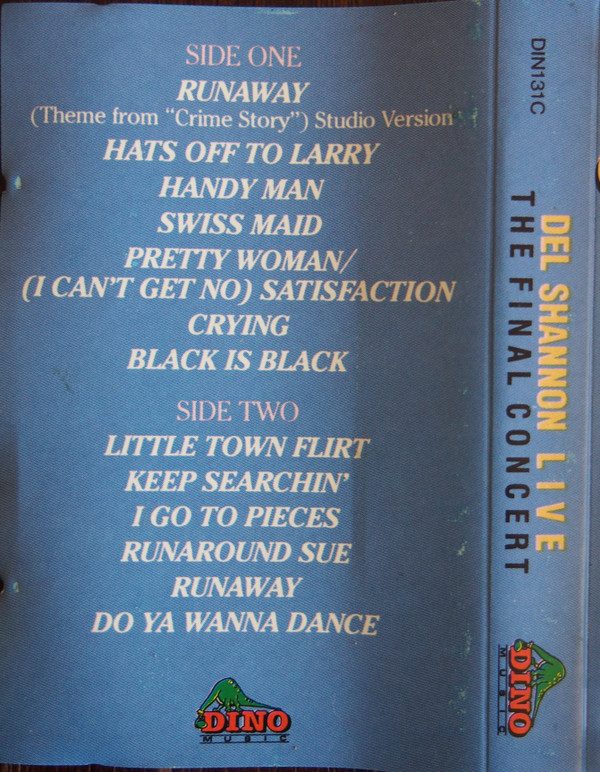 SIDE ONE
RUNAWAY
(Theme from “Crime Story”) Studio Version
HATS OFF TO LARRY
HANDY MAN
SWISS MAID
PRETTY WOMAN/
(I CAN'T GET NO) SATISFACTION
CRYING
BLACK IS BLACK
SIDE TWO
LITTLE TOWN FLIRT
KEEP SEARCHIN'
I GO TO PIECES
RUNAROUND SUE
RUNAWAY
DO YA WANNA DANCE
DINO
MUSIC
DIN131C
DEL SHANNON LIVE
THE FINAL CONCERT
DINO
MUSIC